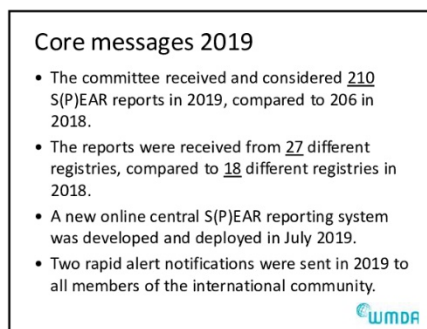 Core messages 2019
• The committee received and considered 210
S(P)EAR reports in 2019, compared to 206 in
2018.
• The reports were received from 27 different
registries, compared to 18 different registries in
2018.
• A new online central S(P)EAR reporting system
was developed and deployed in July 2019.
• Two rapid alert notifications were sent in 2019 to
all members of the international community.
WMDA